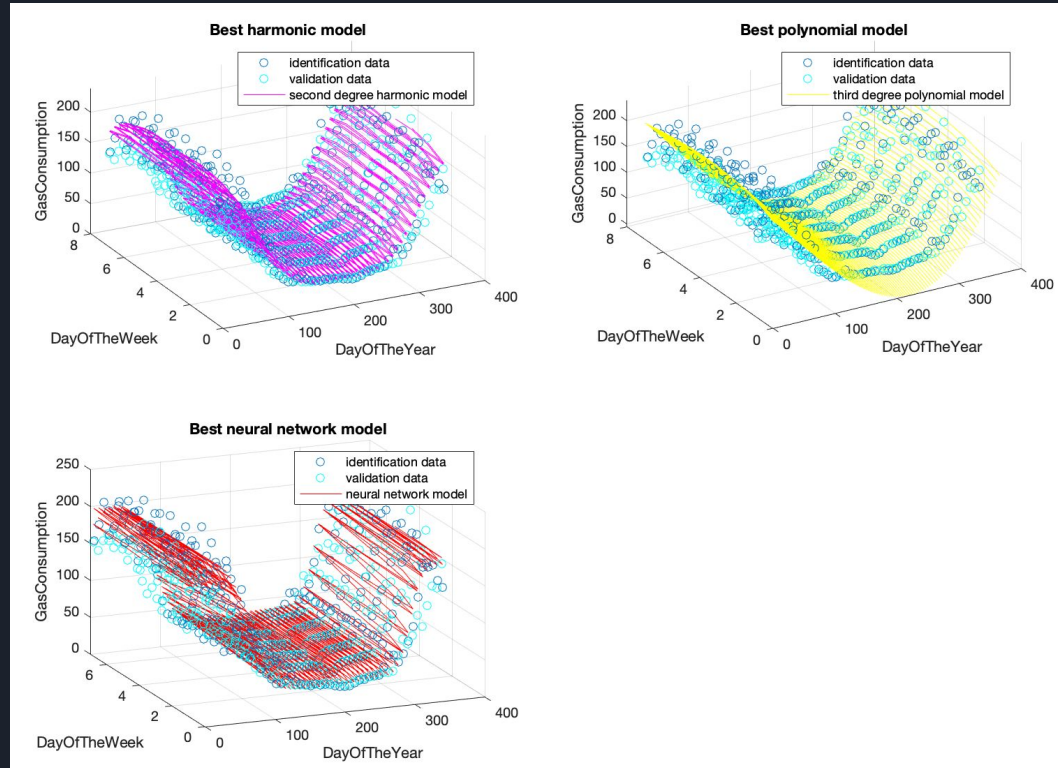 Best harmonic model
identification data
validation data
second degree harmonic model
GasConsumption
200
150
100
50
0
8
6
4
2
0
DayOfTheWeek
0
100
200
300
400
DayOfTheYear
Best polynomial model
identification data
validation data
third degree polynomial model
GasConsumption
200
150
100
50
0
8
6
4
2
0
DayOfTheWeek
0
100
200
300
400
DayOfTheYear
Best neural network model
identification data
validation data
neural network model
GasConsumption
250
200
150
100
50
0
6
4
2
0
DayOfTheWeek
0
100
200
300
400
DayOfTheYear